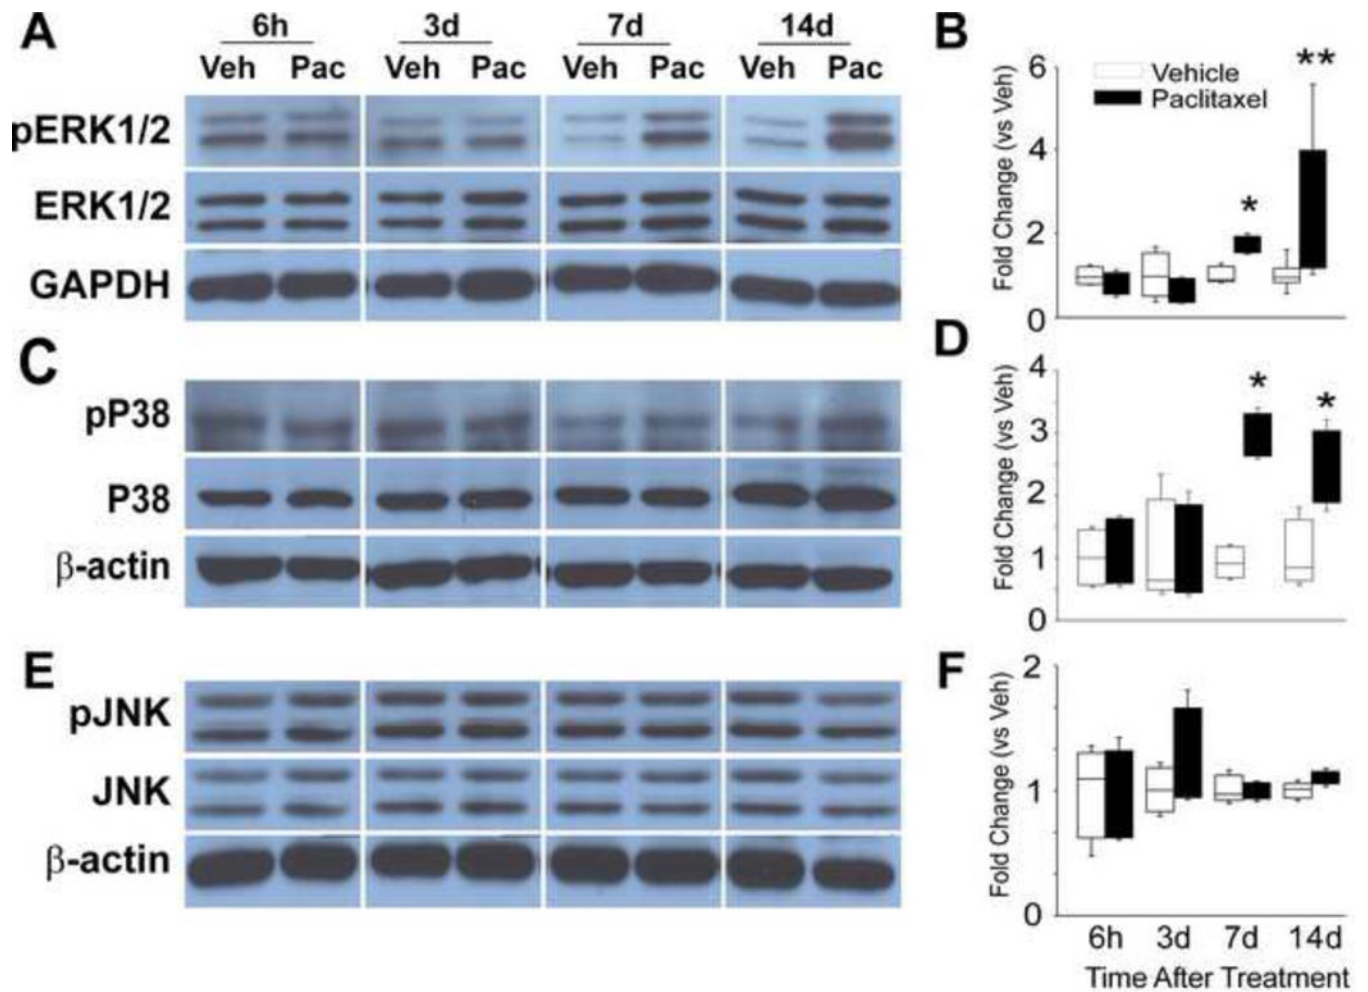 A
6h 3d 7d 14d
Veh Pac Veh Pac Veh Pac Veh Pac
pERK1/2
ERK1/2
GAPDH
B
**
*
Vehicle
Paclitaxel
Fold Change (vs Veh)
6
4
2
0
C
pP38
P38
β-actin
D
*
*
Fold Change (vs Veh)
4
3
2
1
0
E
pJNK
JNK
β-actin
F
Fold Change (vs Veh)
2
1
0
6h 3d 7d 14d
Time After Treatment